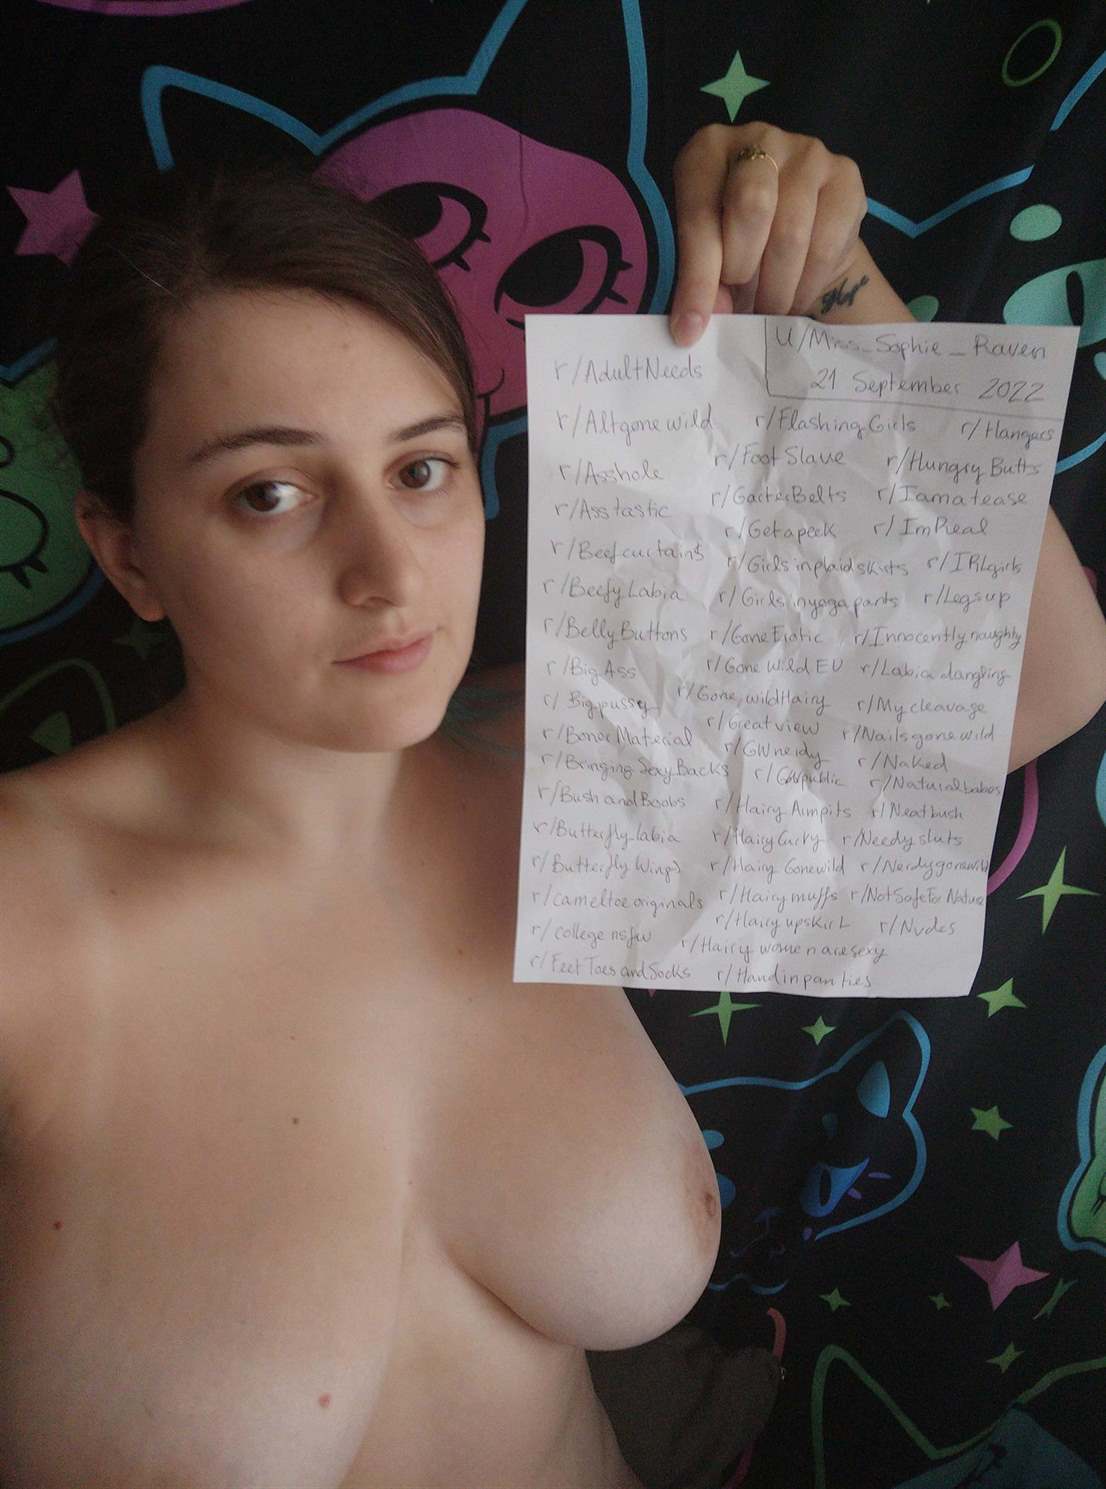 u/Miss_Sophie_Raven
21 September 2022
r/AdultNeeds
r/Altgonewild r/FlashingGirls r/Hangers
r/Asshole r/FootSlave r/HungryButts
r/Asstastic r/GarterBelts r/Iamatease
r/Beefcurtains r/Getapeek r/ImReal
r/BeefyLabia r/Girlsinplaidskirts r/IRLgirls
r/BellyButtons r/Girlsinyogapants r/Legsup
r/BigAss r/GoneErotic r/Innocentlynaughty
r/Bigpussy r/GonewildEU r/Labiadangling
r/BonerMaterial r/GonewildHairy r/Mycleavage
r/BringingSexyBacks r/Greatview r/Nailsgonewild
r/BushandBoobs r/GWnerdy r/Naked
r/Butterflylabia r/GWpublic r/Naturalbabes
r/ButterflyWings r/HairyArmpits r/Neatbush
r/cameltoeoriginals r/HairyCurvy r/Needysluts
r/collegensfw r/HairyGonewild r/Nerdygonewild
r/FeetToesandSocks r/Hairymuffs r/NotSafeForNature
r/Hairyupskirt r/Nudes
r/Hairywomenaresexy
r/Handinpanties
Hope